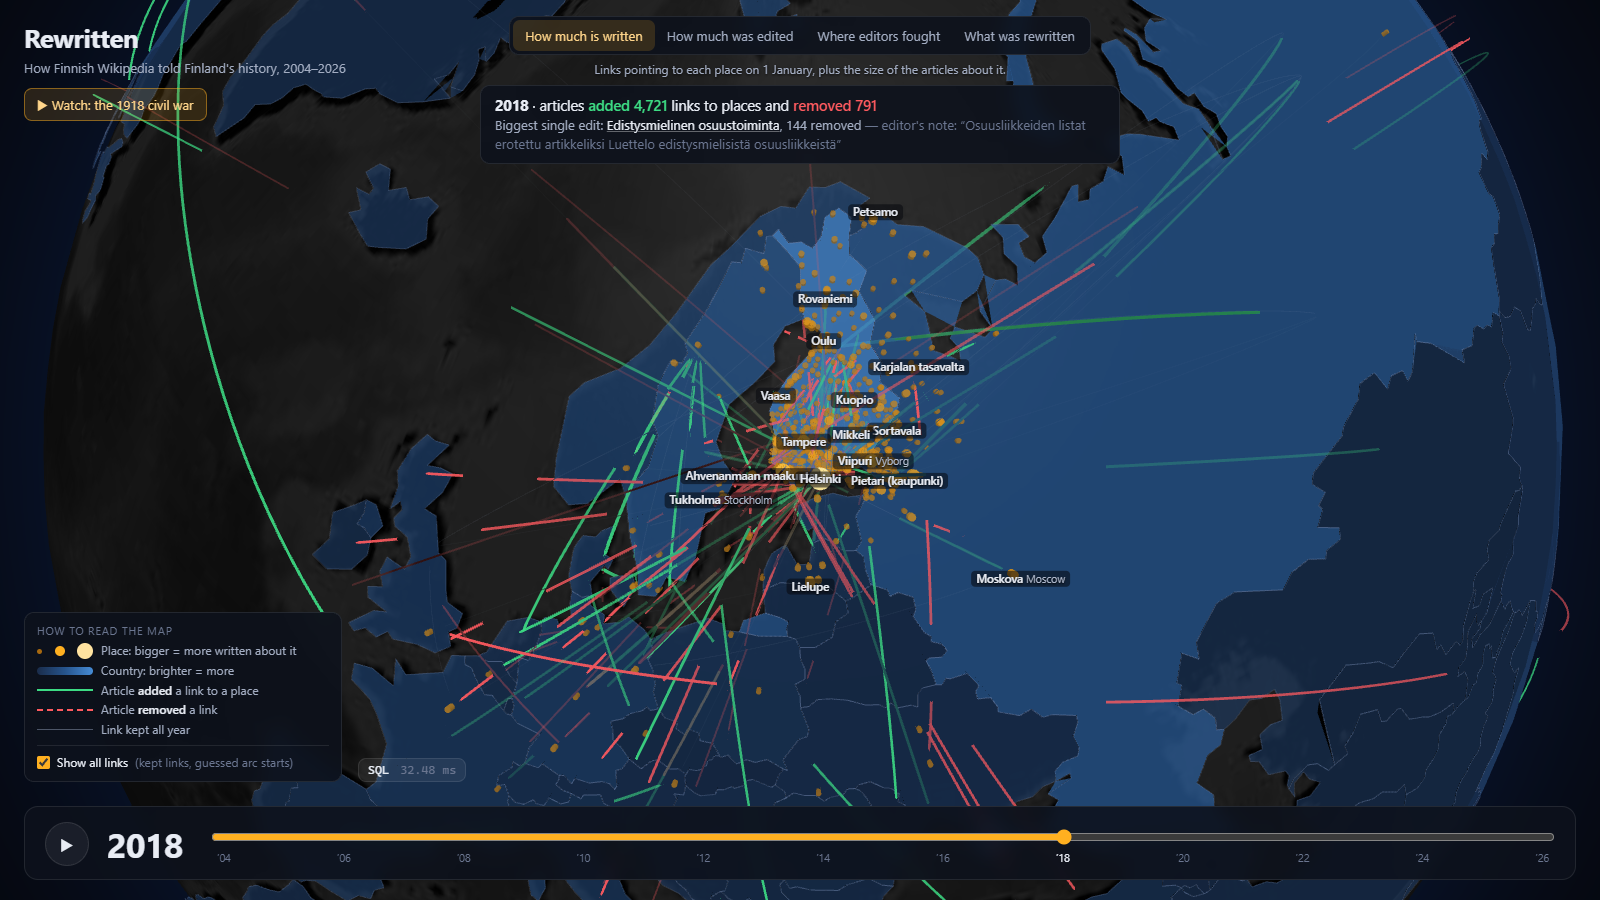 Rewritten
How Finnish Wikipedia told Finland's history, 2004–2026
▶ Watch: the 1918 civil war
How much is written
How much was edited
Where editors fought
What was rewritten
Links pointing to each place on 1 January, plus the size of the articles about it.
2018 · articles added 4,721 links to places and removed 791
Biggest single edit: Edistysmielinen osuustoiminta, 144 removed — editor's note: “Osuusliikkeiden listat
erotettu artikkeliksi Luettelo edistysmielisistä osuusliikkeistä”
Petsamo
Rovaniemi
Oulu
Karjalan tasavalta
Vaasa
Kuopio
Tampere
Mikkeli
Sortavala
Viipuri Vyborg
Ahvenanmaan maaku
Helsinki
Pietari (kaupunki)
Tukholma Stockholm
Moskova Moscow
Lielupe
HOW TO READ THE MAP
Place: bigger = more written about it
Country: brighter = more
Article added a link to a place
Article removed a link
Link kept all year
Show all links (kept links, guessed arc starts)
SQL 32.48 ms
2018
'04 '06 '08 '10 '12 '14 '16 '18 '20 '22 '24 '26